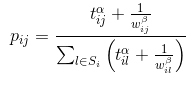 p_{ij} = \frac{t_{ij}^{\alpha} + \frac{1}{w_{ij}^{\beta}}}{\sum_{l \in S_i} \left( t_{il}^{\alpha} + \frac{1}{w_{il}^{\beta}} \right)}